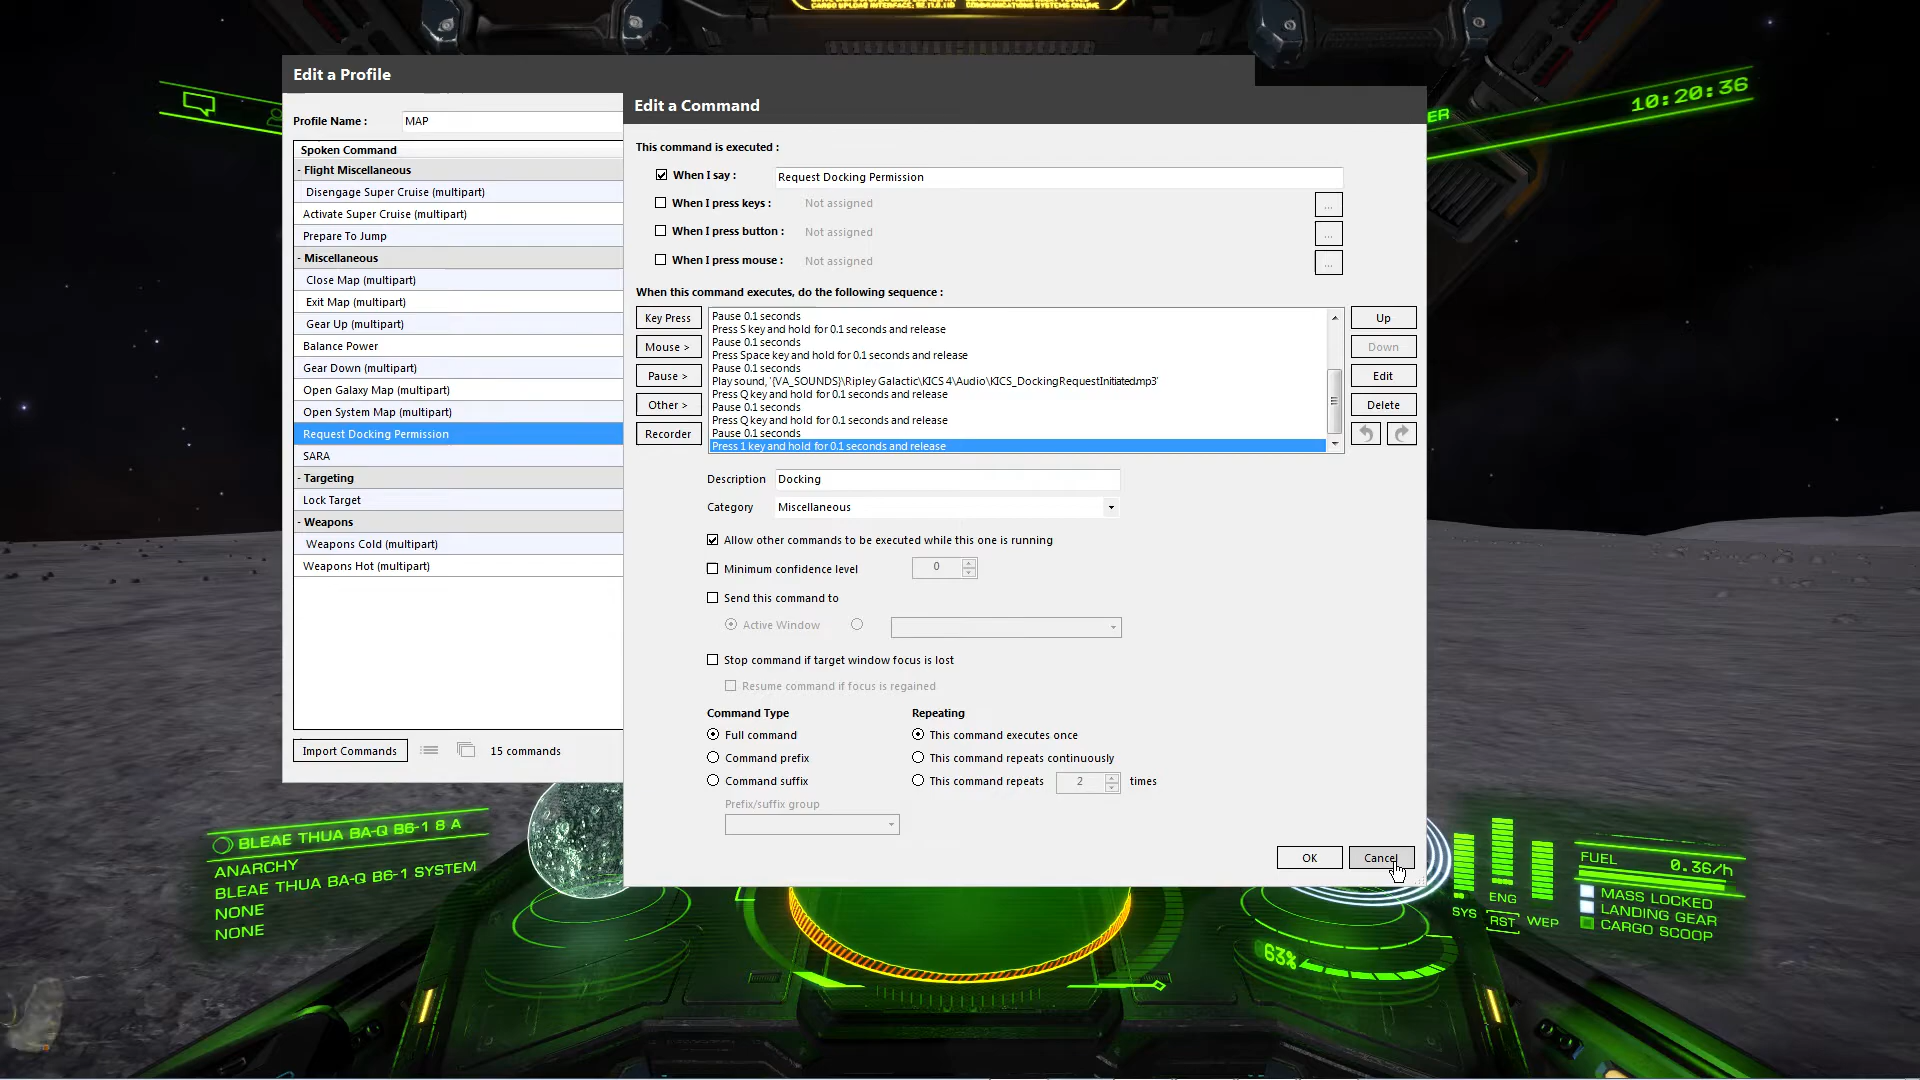 CARGO UPLOAD INTERFACE:
COMMUNICATIONS SYSTEMS ONLINE
10:20:36
ER
Edit a Profile
Profile Name :
MAP
Spoken Command
- Flight Miscellaneous
Disengage Super Cruise (multipart)
Activate Super Cruise (multipart)
Prepare To Jump
- Miscellaneous
Close Map (multipart)
Exit Map (multipart)
Gear Up (multipart)
Balance Power
Gear Down (multipart)
Open Galaxy Map (multipart)
Open System Map (multipart)
Request Docking Permission
SARA
- Targeting
Lock Target
- Weapons
Weapons Cold (multipart)
Weapons Hot (multipart)
Import Commands
15 commands
Edit a Command
This command is executed :
When I say :
Request Docking Permission
When I press keys :
Not assigned
...
When I press button :
Not assigned
...
When I press mouse :
Not assigned
...
When this command executes, do the following sequence :
Key Press
Mouse >
Pause >
Other >
Recorder
Pause 0.1 seconds
Press S key and hold for 0.1 seconds and release
Pause 0.1 seconds
Press Space key and hold for 0.1 seconds and release
Pause 0.1 seconds
Play sound, '{VA_SOUNDS}\Ripley Galactic\KICS 4\Audio\KICS_DockingRequestInitiated.mp3'
Press Q key and hold for 0.1 seconds and release
Pause 0.1 seconds
Press Q key and hold for 0.1 seconds and release
Pause 0.1 seconds
Press 1 key and hold for 0.1 seconds and release
Up
Down
Edit
Delete
Description
Docking
Category
Miscellaneous
Allow other commands to be executed while this one is running
Minimum confidence level
0
Send this command to
Active Window
Stop command if target window focus is lost
Resume command if focus is regained
Command Type
Full command
Command prefix
Command suffix
Prefix/suffix group
Repeating
This command executes once
This command repeats continuously
This command repeats
2
times
OK
Cancel
BLEAE THUA BA-Q B6-1 8 A
ANARCHY
BLEAE THUA BA-Q B6-1 SYSTEM
NONE
NONE
63%
SYS
ENG
RST
WEP
FUEL
0.36/h
MASS LOCKED
LANDING GEAR
CARGO SCOOP